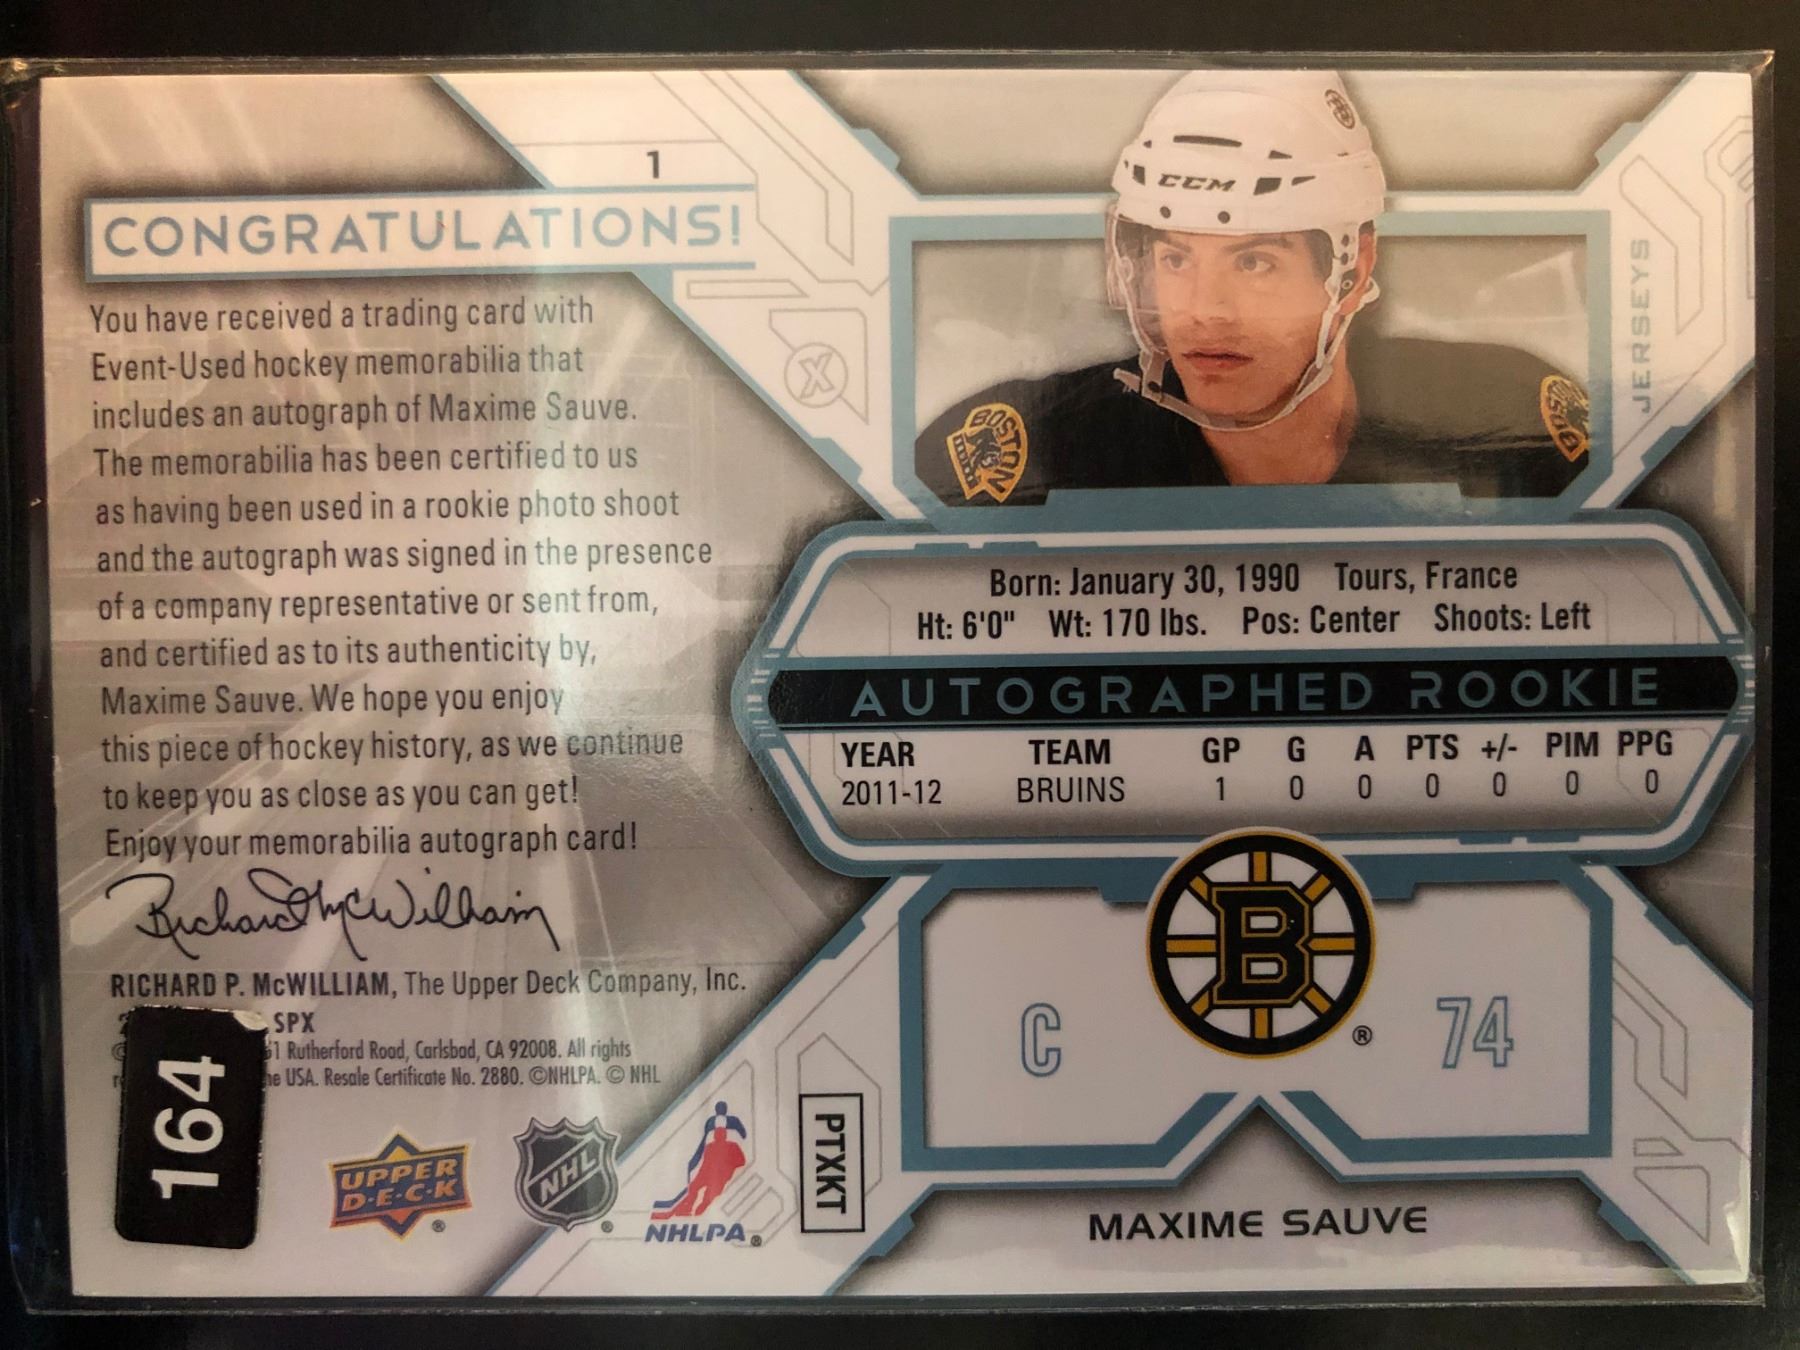 1
CONGRATULATIONS!
You have received a trading card with
Event-Used hockey memorabilia that
includes an autograph of Maxime Sauve.
The memorabilia has been certified to us
as having been used in a rookie photo shoot
and the autograph was signed in the presence
of a company representative or sent from,
and certified as to its authenticity by,
Maxime Sauve. We hope you enjoy
this piece of hockey history, as we continue
to keep you as close as you can get!
Enjoy your memorabilia autograph card!
Richard McWilliam
RICHARD P. McWILLIAM, The Upper Deck Company, Inc.
SPX
Rutherford Road, Carlsbad, CA 92008. All rights
USA. Resale Certificate No. 2880. ©NHLPA. © NHL
164
UPPER
D·E·C·K
®
NHL
®
NHLPA®
PTXKT
CCM
BOSTON
BOSTON
JERSEYS
X
Born: January 30, 1990 Tours, France
Ht: 6'0" Wt: 170 lbs. Pos: Center Shoots: Left
AUTOGRAPHED ROOKIE
YEAR TEAM GP G A PTS +/- PIM PPG
2011-12 BRUINS 1 0 0 0 0 0 0
C
B
®
74
MAXIME SAUVE